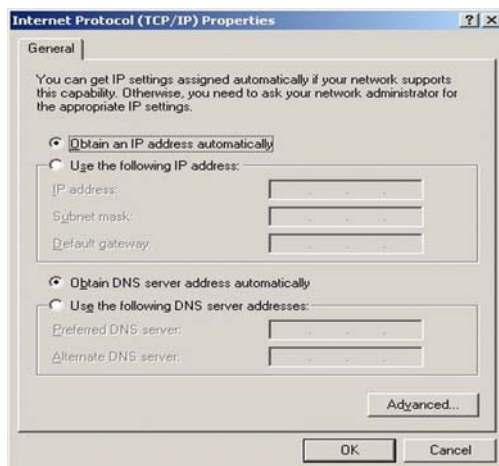 Internet Protocol (TCP/IP) Properties
General
You can get IP settings assigned automatically if your network supports
this capability. Otherwise, you need to ask your network administrator for
the appropriate IP settings.
Obtain an IP address automatically
Use the following IP address:
IP address:
Subnet mask:
Default gateway:
Obtain DNS server address automatically
Use the following DNS server addresses:
Preferred DNS server:
Alternate DNS server:
Advanced...
OK Cancel